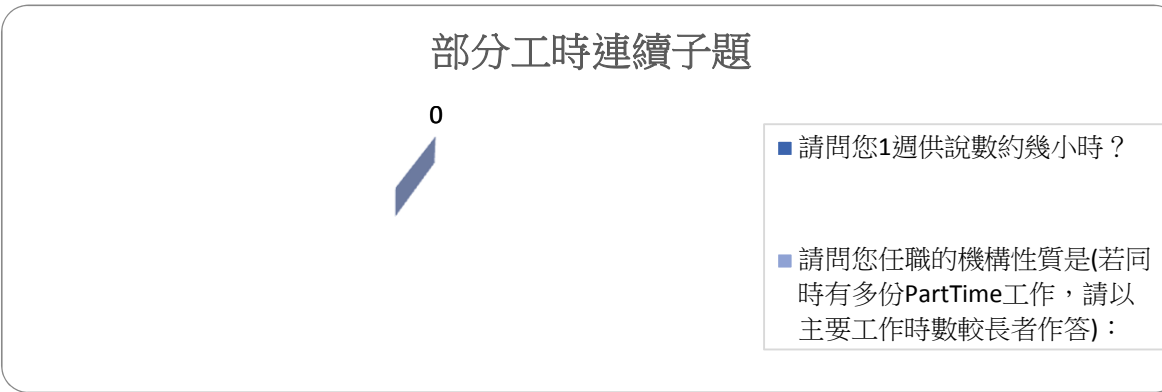 部分工時連續子題
0
請問您1週供說數約幾小時？
請問您任職的機構性質是(若同
時有多份PartTime工作，請以
主要工作時數較長者作答)：